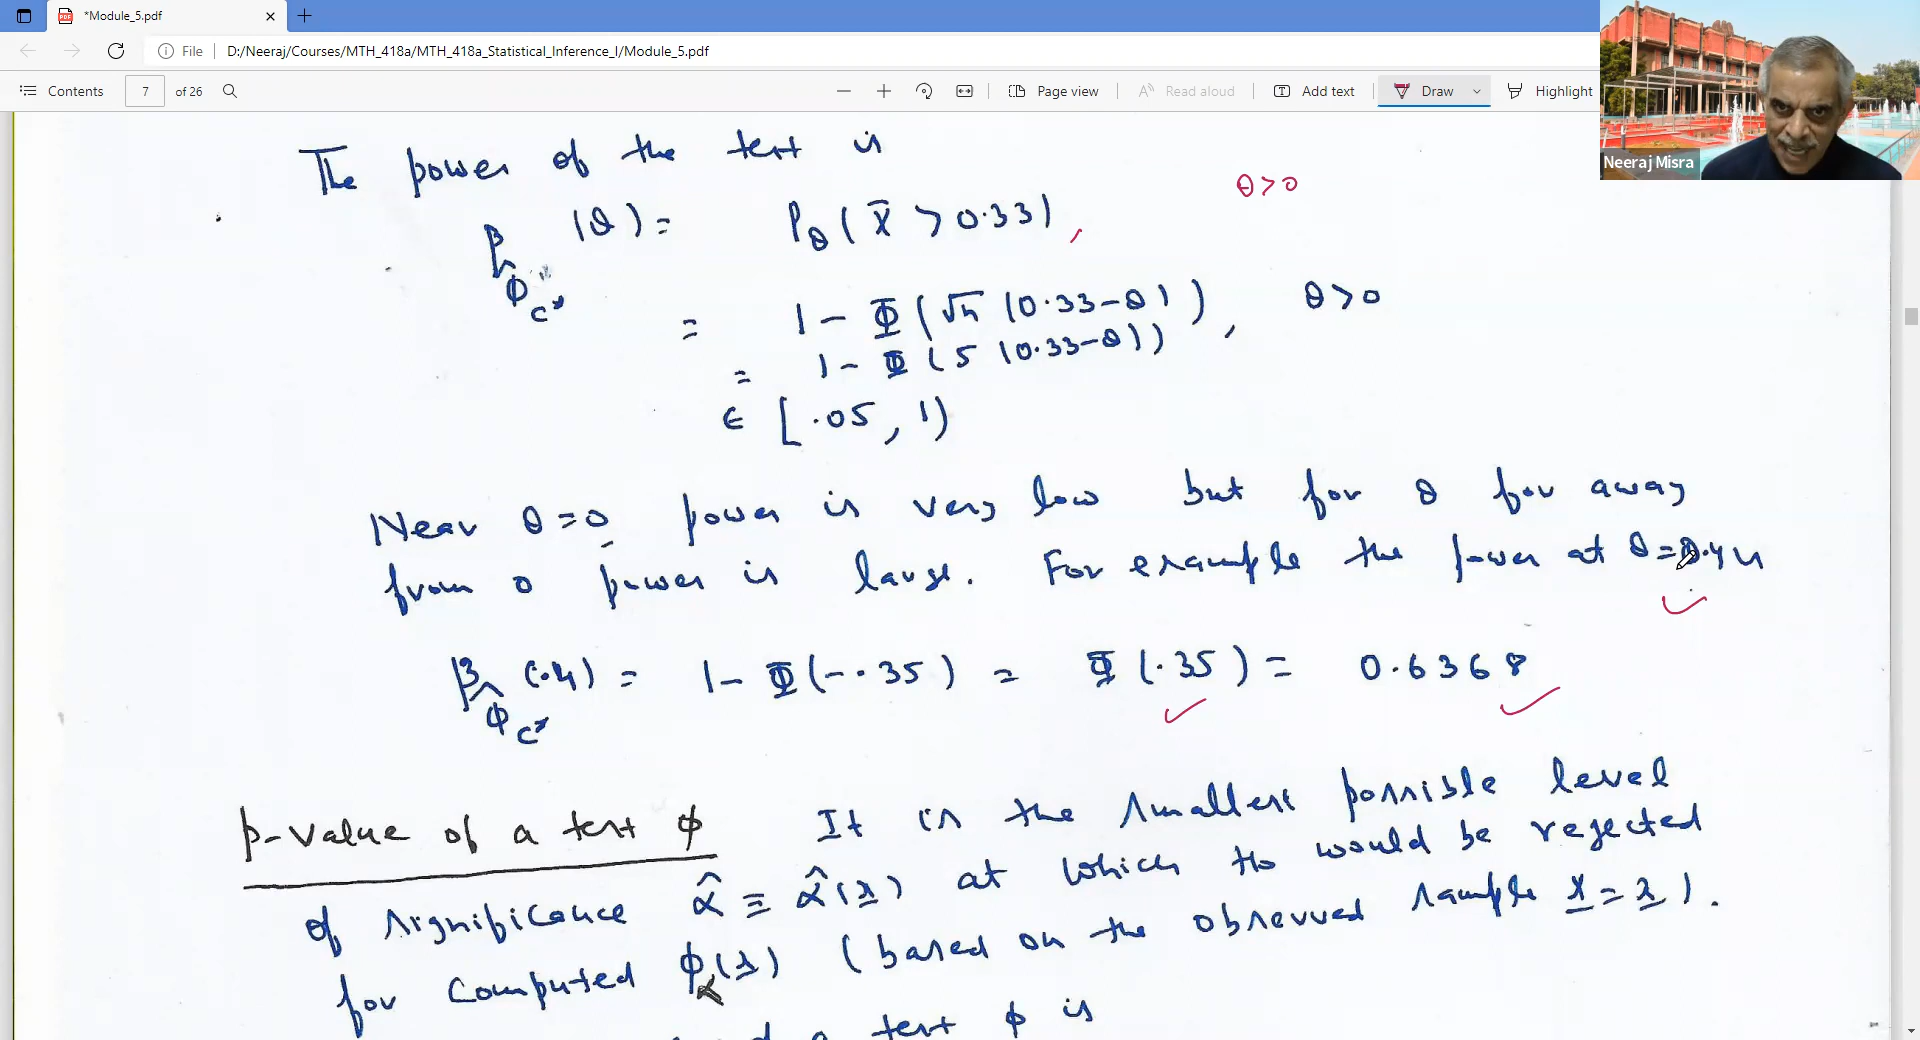 *Module_5.pdf
File D:/Neeraj/Courses/MTH_418a/MTH_418a_Statistical_Inference_I/Module_5.pdf
Contents 7 of 26 Page view Read aloud Add text Draw Highlight
Neeraj Misra
The power of the test is
θ>0
β_φ_c* (θ) = P_θ ( X̄ > 0.33 ) ,
= 1 - Φ ( √n (0.33-θ) ) , θ>0
= 1 - Φ ( 5 (0.33-θ))
∈ [ .05, 1)
Near θ=0 power is very low but for θ far away
from 0 power is large. For example the power at θ=0.4 is
β_φ_c* (.4) = 1 - Φ(-.35) = Φ(.35) = 0.6368
p-value of a test φ It is the smallest possible level
of significance α̂ ≡ α̂(x) at which H0 would be rejected
for computed φ_α(x) (based on the observed sample X = x).
a test φ is